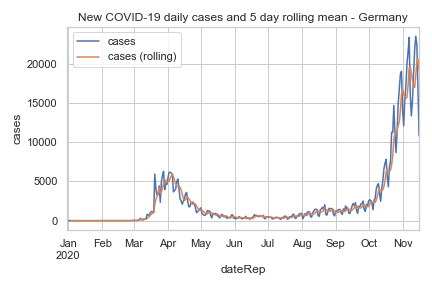 New COVID-19 daily cases and 5 day rolling mean - Germany
cases
cases (rolling)
20000
15000
10000
5000
0
cases
Jan Feb Mar Apr May Jun Jul Aug Sep Oct Nov
2020
dateRep